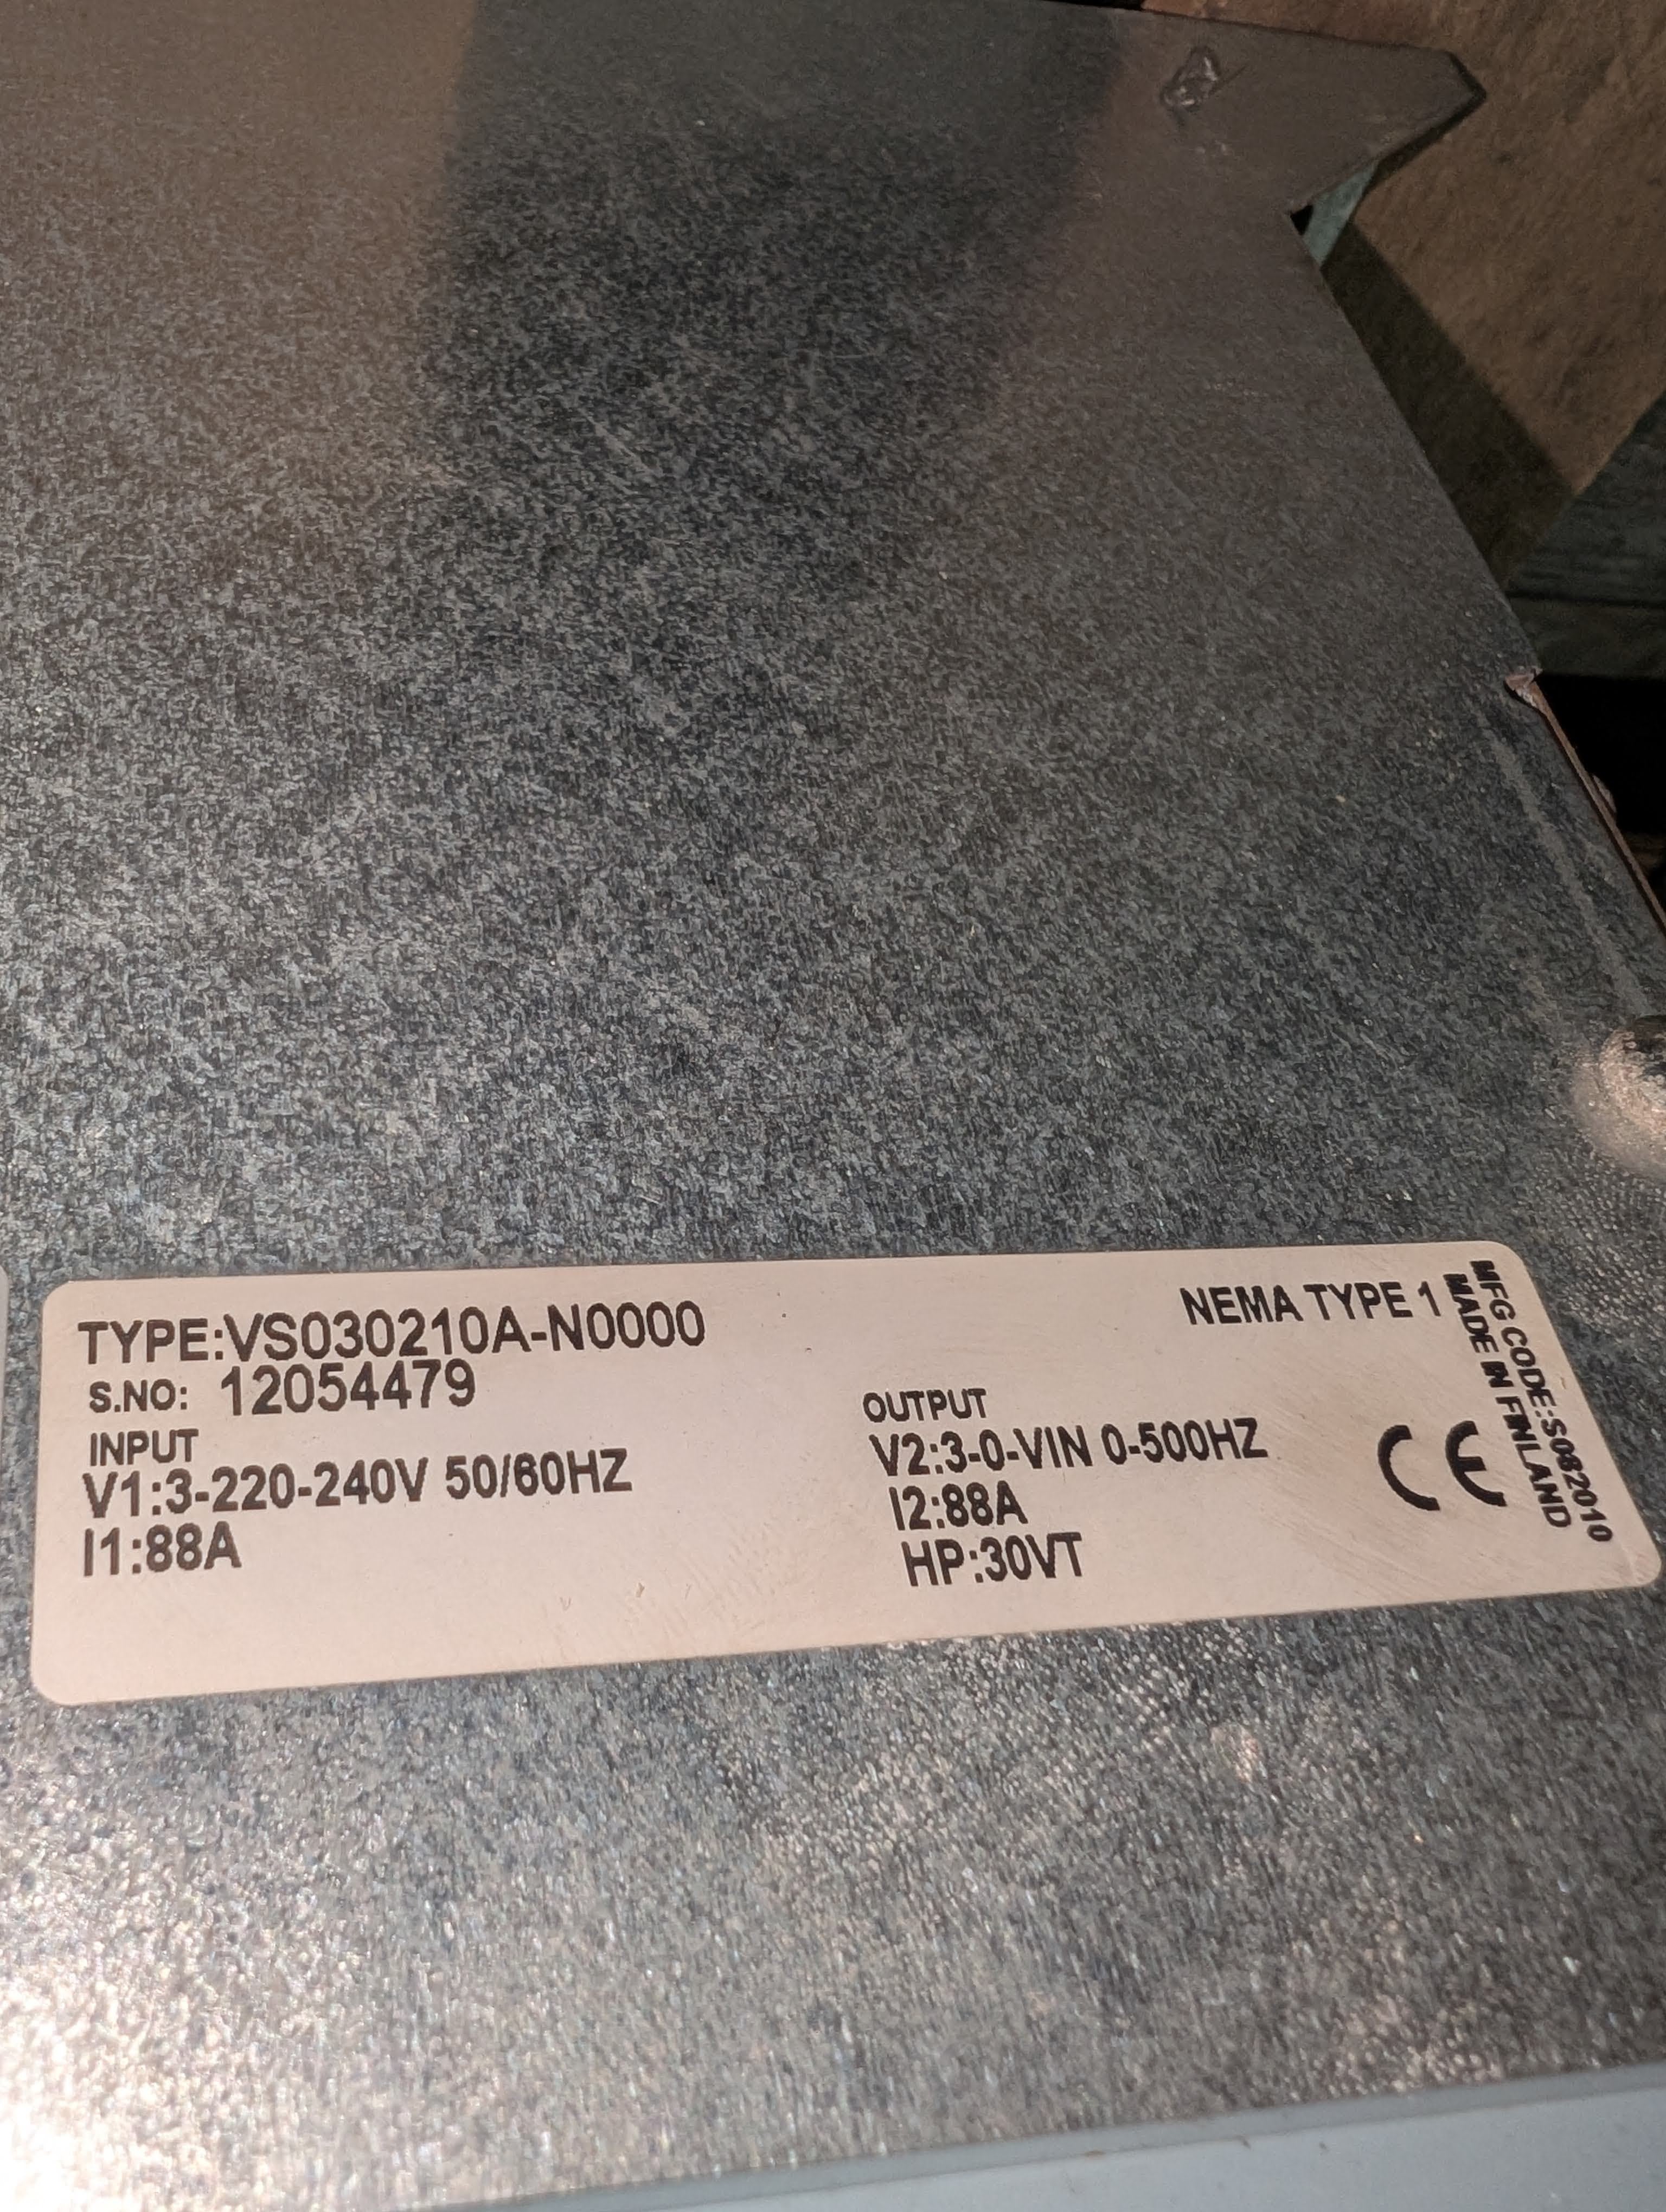 TYPE:VS030210A-N0000
S.NO: 12054479
INPUT
V1:3-220-240V 50/60HZ
I1:88A
OUTPUT
V2:3-0-VIN 0-500HZ
I2:88A
HP:30VT
NEMA TYPE 1
CE
MFG CODE:S082010
MADE IN FINLAND